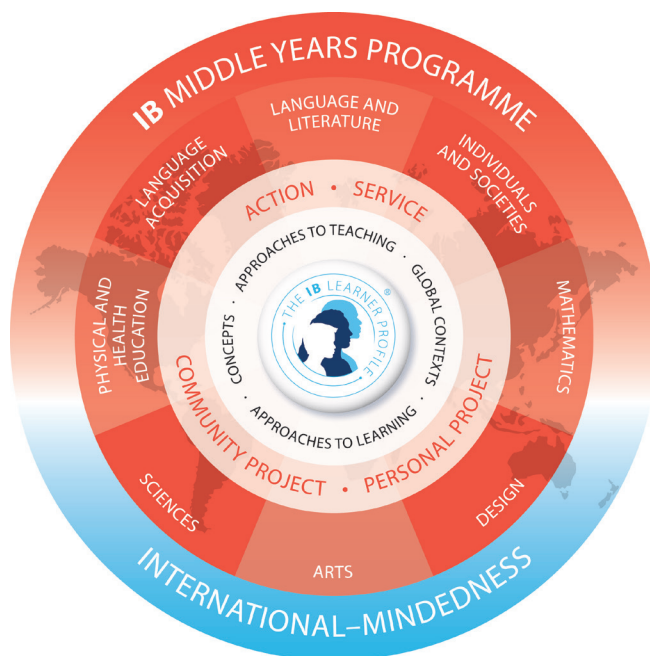 IB MIDDLE YEARS PROGRAMME
LANGUAGE AND
LITERATURE
LANGUAGE
ACQUISITION
INDIVIDUALS
AND SOCIETIES
PHYSICAL AND
HEALTH
EDUCATION
MATHEMATICS
SCIENCES
ARTS
DESIGN
ACTION • SERVICE
COMMUNITY PROJECT • PERSONAL PROJECT
APPROACHES TO TEACHING · GLOBAL CONTEXTS ·
CONCEPTS · APPROACHES TO LEARNING ·
THE IB LEARNER PROFILE
®
INTERNATIONAL–MINDEDNESS